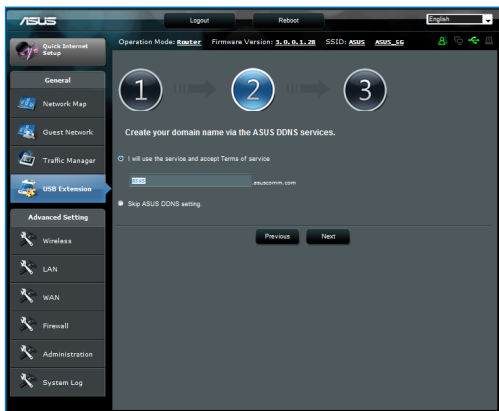 ASUS
Logout
Reboot
English
Quick Internet Setup
Operation Mode: Router Firmware Version: 3.0.0.1.28 SSID: ASUS ASUS_5G
General
Network Map
Guest Network
Traffic Manager
USB Extension
Advanced Setting
Wireless
LAN
WAN
Firewall
Administration
System Log
1
2
3
Create your domain name via the ASUS DDNS services.
I will use the service and accept Terms of service
.asuscomm.com
Skip ASUS DDNS setting.
Previous
Next